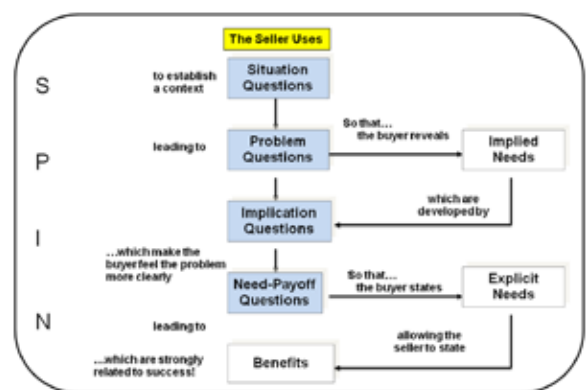 The Seller Uses
S
to establish
a context
Situation
Questions
P
leading to
Problem
Questions
So that...
the buyer reveals
Implied
Needs
I
Implication
Questions
which are
developed by
...which make the
buyer feel the problem
more clearly
Need-Payoff
Questions
So that...
the buyer states
Explicit
Needs
N
leading to
allowing the
seller to state
...which are strongly
related to success!
Benefits